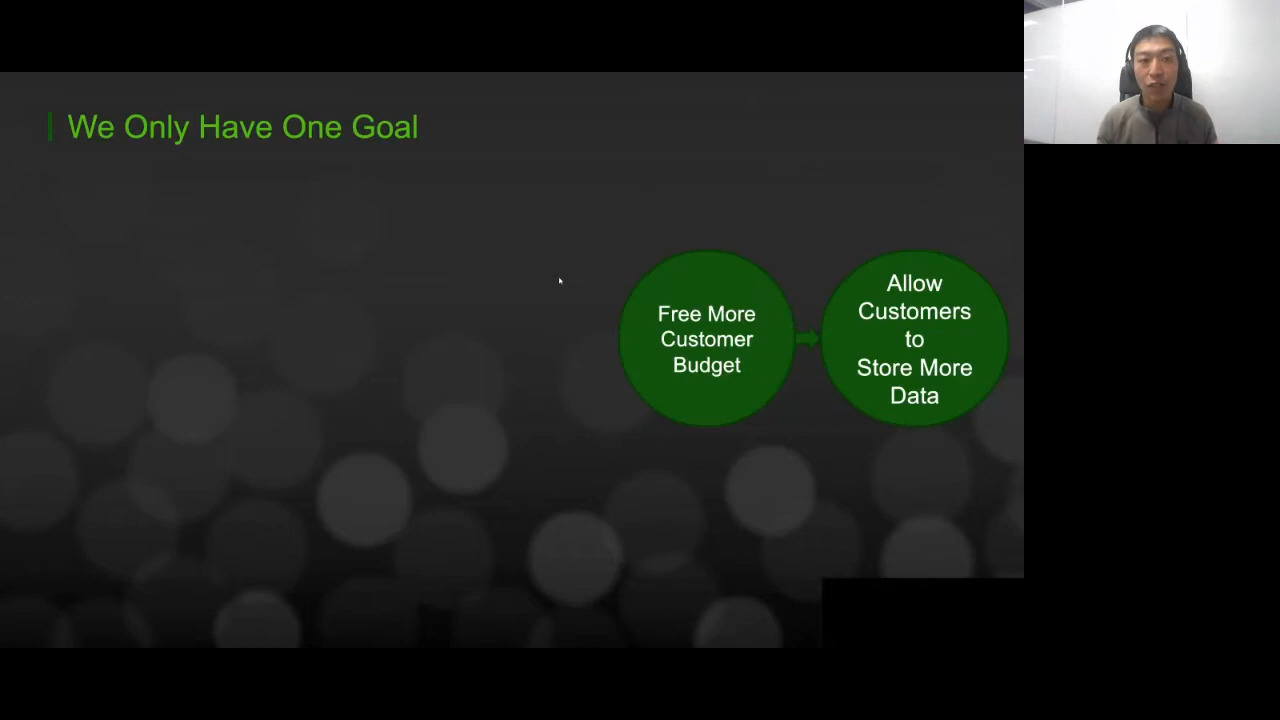 We Only Have One Goal
Free More
Customer
Budget
Allow
Customers
to
Store More
Data